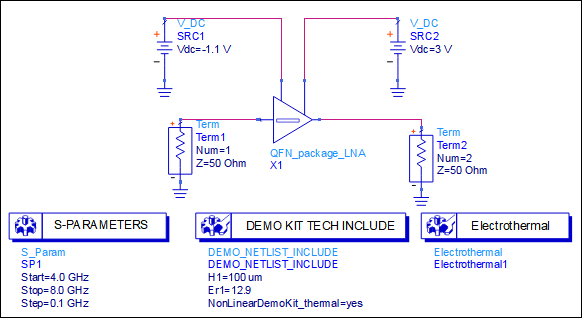 V_DC
SRC1
Vdc=-1.1 V
V_DC
SRC2
Vdc=3 V
Term
Term1
Num=1
Z=50 Ohm
QFN_package_LNA
X1
Term
Term2
Num=2
Z=50 Ohm
S-PARAMETERS
S_Param
SP1
Start=4.0 GHz
Stop=8.0 GHz
Step=0.1 GHz
DEMO KIT TECH INCLUDE
DEMO_NETLIST_INCLUDE
DEMO_NETLIST_INCLUDE
H1=100 um
Er1=12.9
NonLinearDemoKit_thermal=yes
Electrothermal
Electrothermal
Electrothermal1